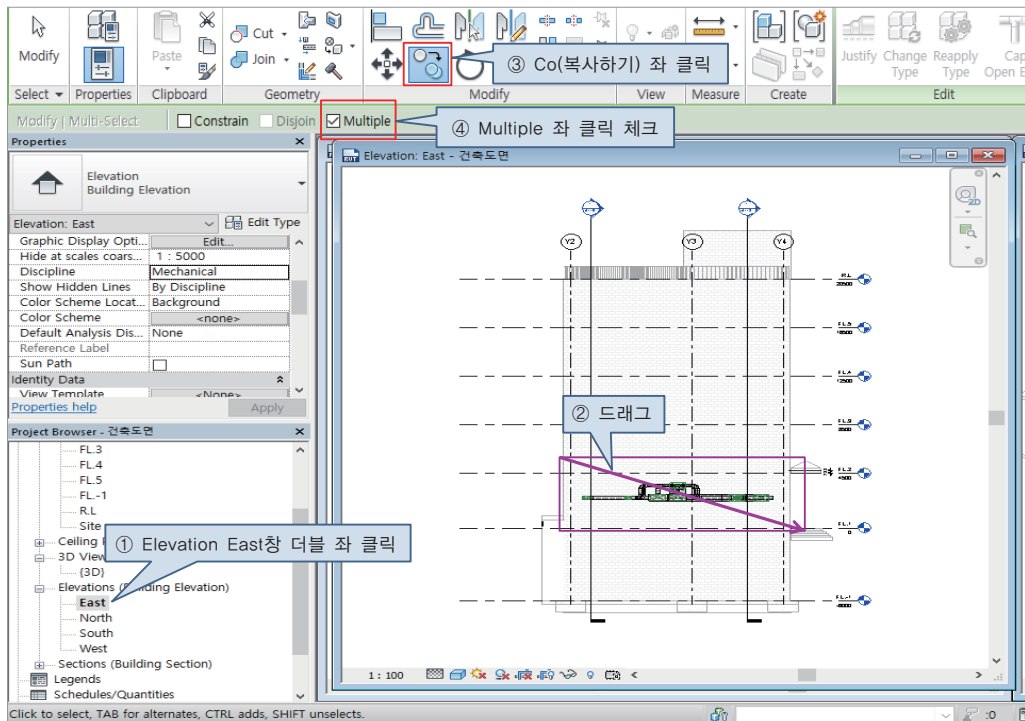 Modify
Paste
Cut
Join
③ Co(복사하기) 좌 클릭
Justify Change Type Reapply Type
Select Properties Clipboard Geometry Modify View Measure Create Edit
Modify | Multi-Select Constrain Disjoin Multiple
④ Multiple 좌 클릭 체크
Properties
Elevation
Building Elevation
Elevation: East Edit Type
Graphic Display Opti... Edit...
Hide at scales coars... 1 : 5000
Discipline Mechanical
Show Hidden Lines By Discipline
Color Scheme Locat... Background
Color Scheme <none>
Default Analysis Dis... None
Reference Label
Sun Path
Identity Data
View Template <None>
Properties help Apply
Project Browser - 건축도면
FL.3
FL.4
FL.5
FL.-1
R.L
Site
Ceiling
3D View
{3D}
Elevations (Building Elevation)
East
North
South
West
Sections (Building Section)
Legends
Schedules/Quantities
① Elevation East창 더블 좌 클릭
Elevation: East - 건축도면
2D
Y2 Y3 Y4
R.L
② 드래그
1 : 100
Click to select, TAB for alternates, CTRL adds, SHIFT unselects.
:0